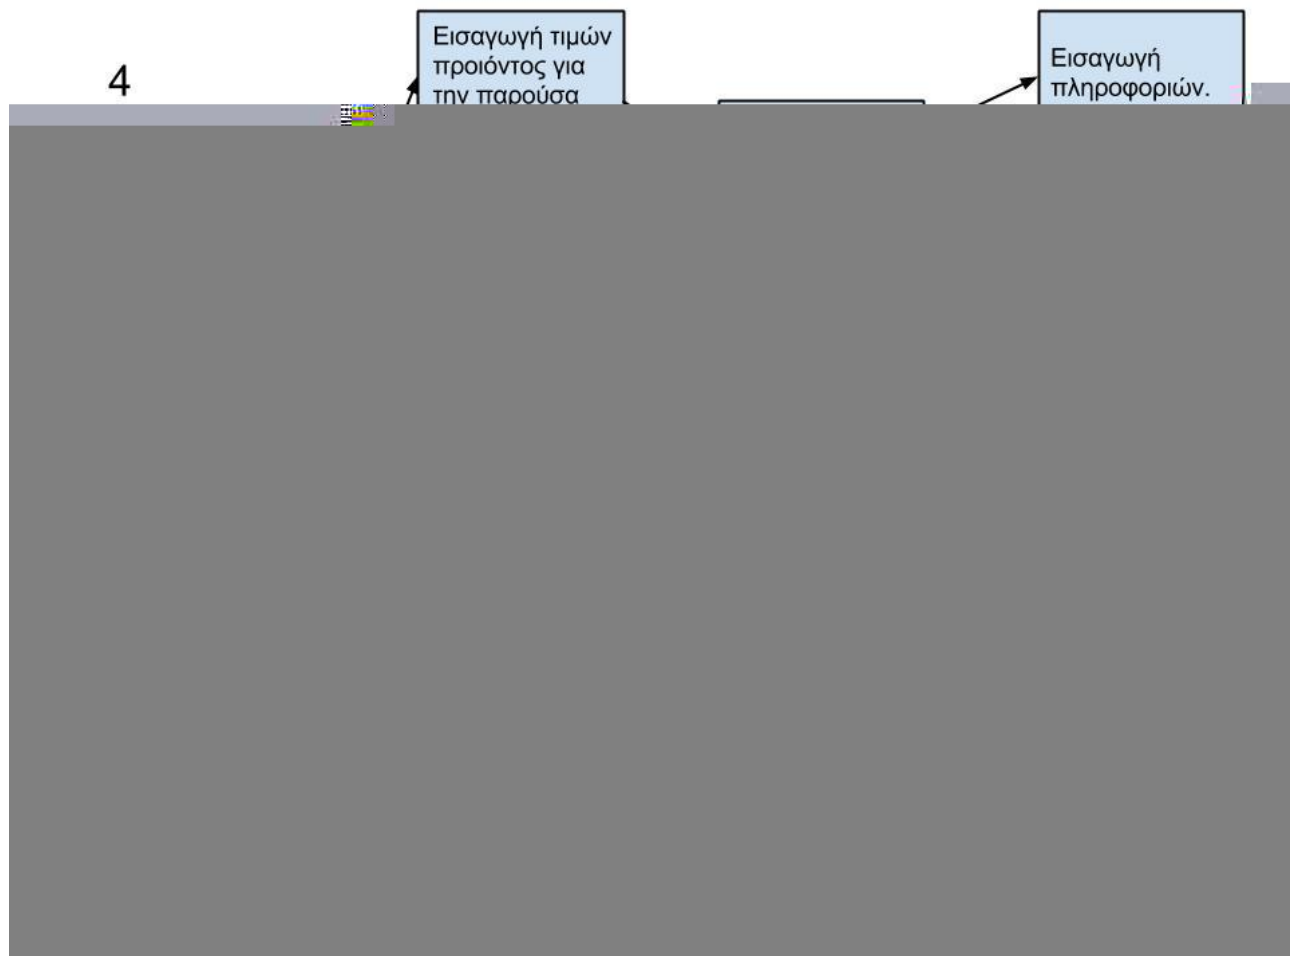 4
Εισαγωγή τιμών
προιόντος για
την παρούσα
Εισαγωγή
πληροφοριών.